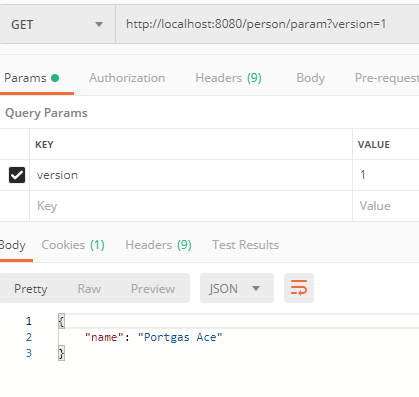 GET http://localhost:8080/person/param?version=1
Params Authorization Headers (9) Body Pre-request
Query Params
KEY VALUE
version 1
Key Value
Body Cookies (1) Headers (9) Test Results
Pretty Raw Preview JSON
1 {
2 "name": "Portgas Ace"
3 }